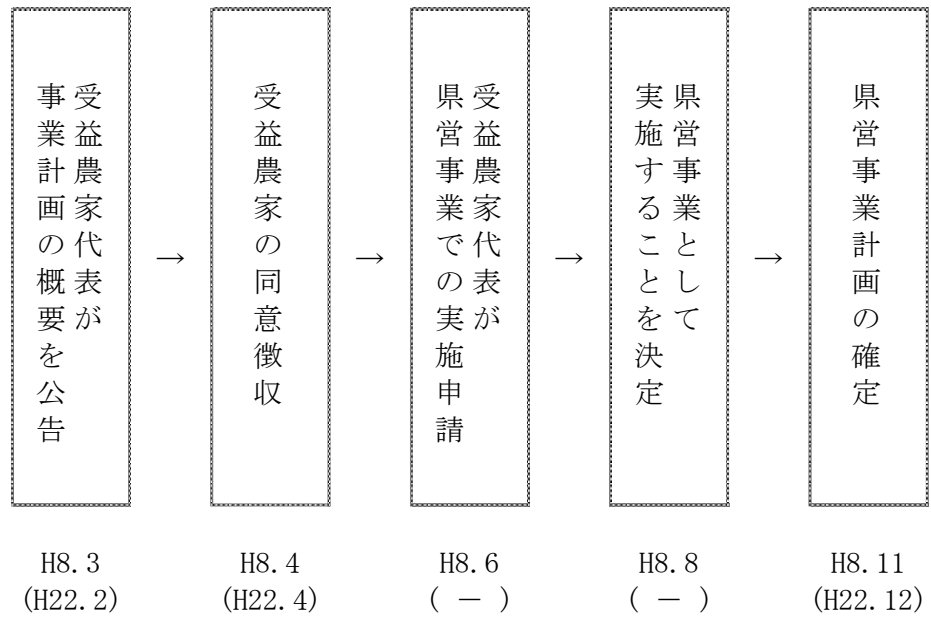 受益農家代表が
事業計画の概要を公告
→
受益農家の同意徴収
→
受益農家代表が
県営事業での実施申請
→
県営事業として
実施することを決定
→
県営事業計画の確定
H8.3
(H22.2)
H8.4
(H22.4)
H8.6
( － )
H8.8
( － )
H8.11
(H22.12)